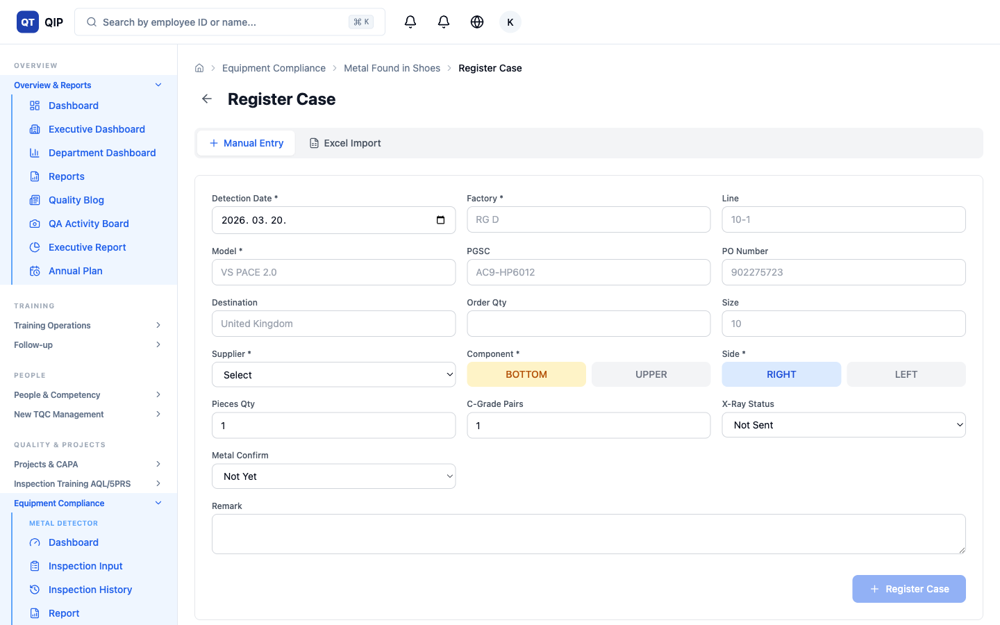 QT QIP
Search by employee ID or name...
⌘ K
K
OVERVIEW
Overview & Reports
Dashboard
Executive Dashboard
Department Dashboard
Reports
Quality Blog
QA Activity Board
Executive Report
Annual Plan
TRAINING
Training Operations
Follow-up
PEOPLE
People & Competency
New TQC Management
QUALITY & PROJECTS
Projects & CAPA
Inspection Training AQL/5PRS
Equipment Compliance
METAL DETECTOR
Dashboard
Inspection Input
Inspection History
Report
Equipment Compliance > Metal Found in Shoes > Register Case
Register Case
Manual Entry
Excel Import
Detection Date *
2026. 03. 20.
Factory *
RG D
Line
10-1
Model *
VS PACE 2.0
PGSC
AC9-HP6012
PO Number
902275723
Destination
United Kingdom
Order Qty
Size
10
Supplier *
Select
Component *
BOTTOM
UPPER
Side *
RIGHT
LEFT
Pieces Qty
1
C-Grade Pairs
1
X-Ray Status
Not Sent
Metal Confirm
Not Yet
Remark
+ Register Case